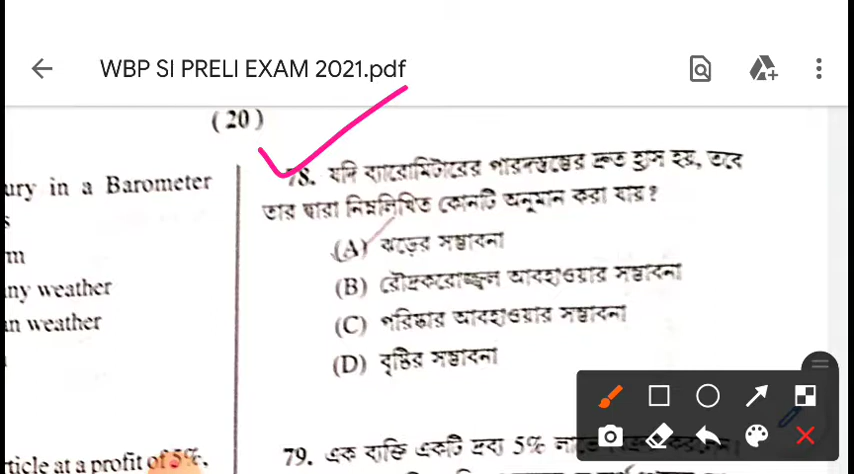 WBP SI PRELI EXAM 2021.pdf
(20)
ury in a Barometer
s
m
ny weather
an weather
ticle at a profit of 5%,
78. যদি ব্যারোমিটারের পারদস্তম্ভের দ্রুত হ্রাস হয়, তবে
তার দ্বারা নিম্নলিখিত কোনটি অনুমান করা যায় ?
(A) ঝড়ের সম্ভাবনা
(B) রৌদ্রকরোজ্জ্বল আবহাওয়ার সম্ভাবনা
(C) পরিষ্কার আবহাওয়ার সম্ভাবনা
(D) বৃষ্টির সম্ভাবনা
79. এক ব্যক্তি একটি দ্রব্য 5%